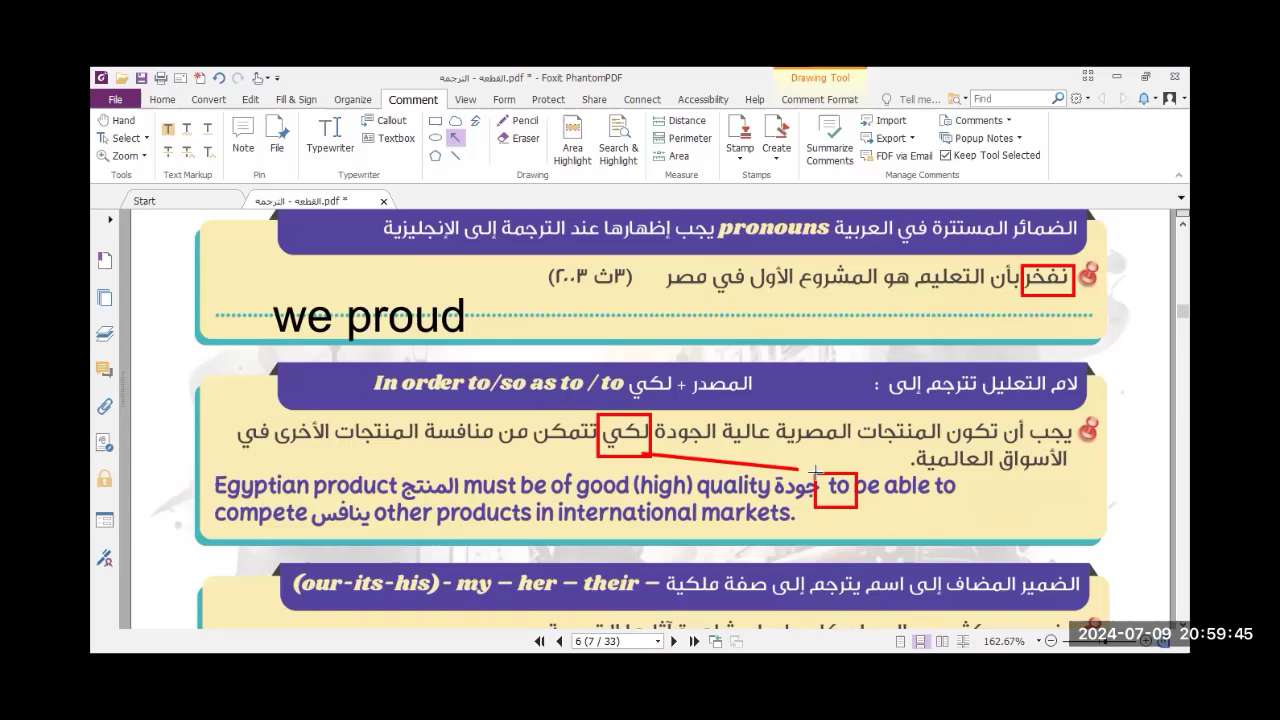 القطعه - الترجمه.pdf * - Foxit PhantomPDF
Drawing Tool
File Home Convert Edit Fill & Sign Organize Comment View Form Protect Share Connect Accessibility Help Comment Format Tell me... Find
Hand
Select
Zoom
Tools
Text Markup
Note
File
Pin
Typewriter
Callout
Textbox
Typewriter
Pencil
Eraser
Area Highlight
Search & Highlight
Drawing
Distance
Perimeter
Area
Measure
Stamp
Create
Stamps
Summarize Comments
Import
Export
FDF via Email
Comments
Popup Notes
Keep Tool Selected
Manage Comments
Start
القطعه - الترجمه.pdf *
الضمائر المستترة في العربية pronouns يجب إظهارها عند الترجمة إلى الإنجليزية
نفخر بأن التعليم هو المشروع الأول في مصر (٣ث ٢٠٠٣)
we proud
لام التعليل تترجم إلى : المصدر + لكي In order to/so as to / to
يجب أن تكون المنتجات المصرية عالية الجودة لكي تتمكن من منافسة المنتجات الأخرى في
الأسواق العالمية.
Egyptian product المنتج must be of good (high) quality جودة to be able to
compete ينافس other products in international markets.
الضمير المضاف إلى اسم يترجم إلى صفة ملكية (our-its-his) - my – her – their –
6 (7 / 33)
162.67%
2024-07-09 20:59:45